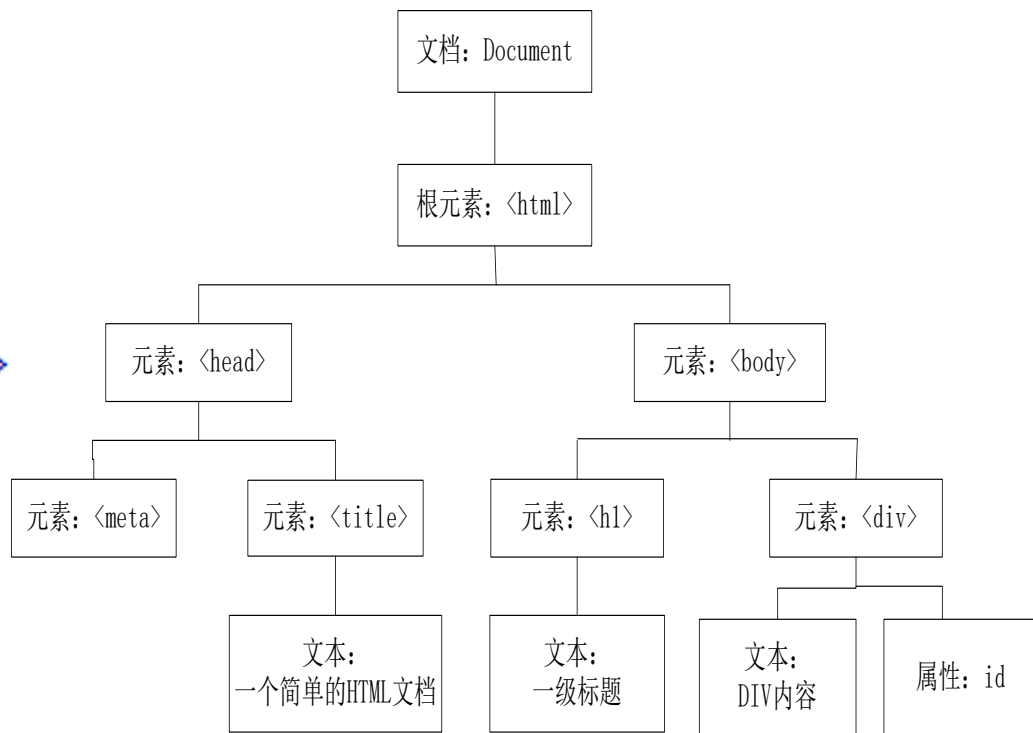 文档：Document
根元素：<html>
元素：<head>
元素：<body>
元素：<meta>
元素：<title>
元素：<h1>
元素：<div>
文本：
一个简单的HTML文档
文本：
一级标题
文本：
DIV内容
属性：id